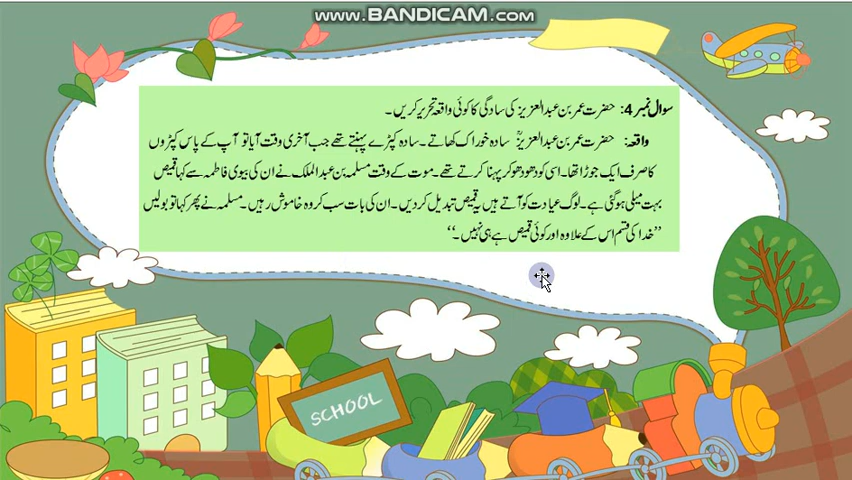 www.BANDICAM.com
سوال نمبر 4: حضرت عمر بن عبدالعزیز کی سادگی کا کوئی واقعہ تحریر کریں۔
واقعہ: حضرت عمر بن عبدالعزیزؒ سادہ خوراک کھاتے۔ سادہ کپڑے پہنتے تھے جب آخری وقت آیا تو آپ کے پاس کپڑوں
کا صرف ایک جوڑا تھا۔ اسی کو دھو دھو کر پہنا کرتے تھے۔ موت کے وقت مسلمہ بن عبدالملک نے ان کی بیوی فاطمہ سے کہا قمیص
بہت میلی ہو گئی ہے۔ لوگ عیادت کو آتے ہیں یہ قمیص تبدیل کر دیں۔ ان کی بات سب کر وہ خاموش رہیں۔ مسلمہ نے پھر کہا تو بولیں
”خدا کی قسم اس کے علاوہ اور کوئی قمیص ہے ہی نہیں۔“
SCHOOL